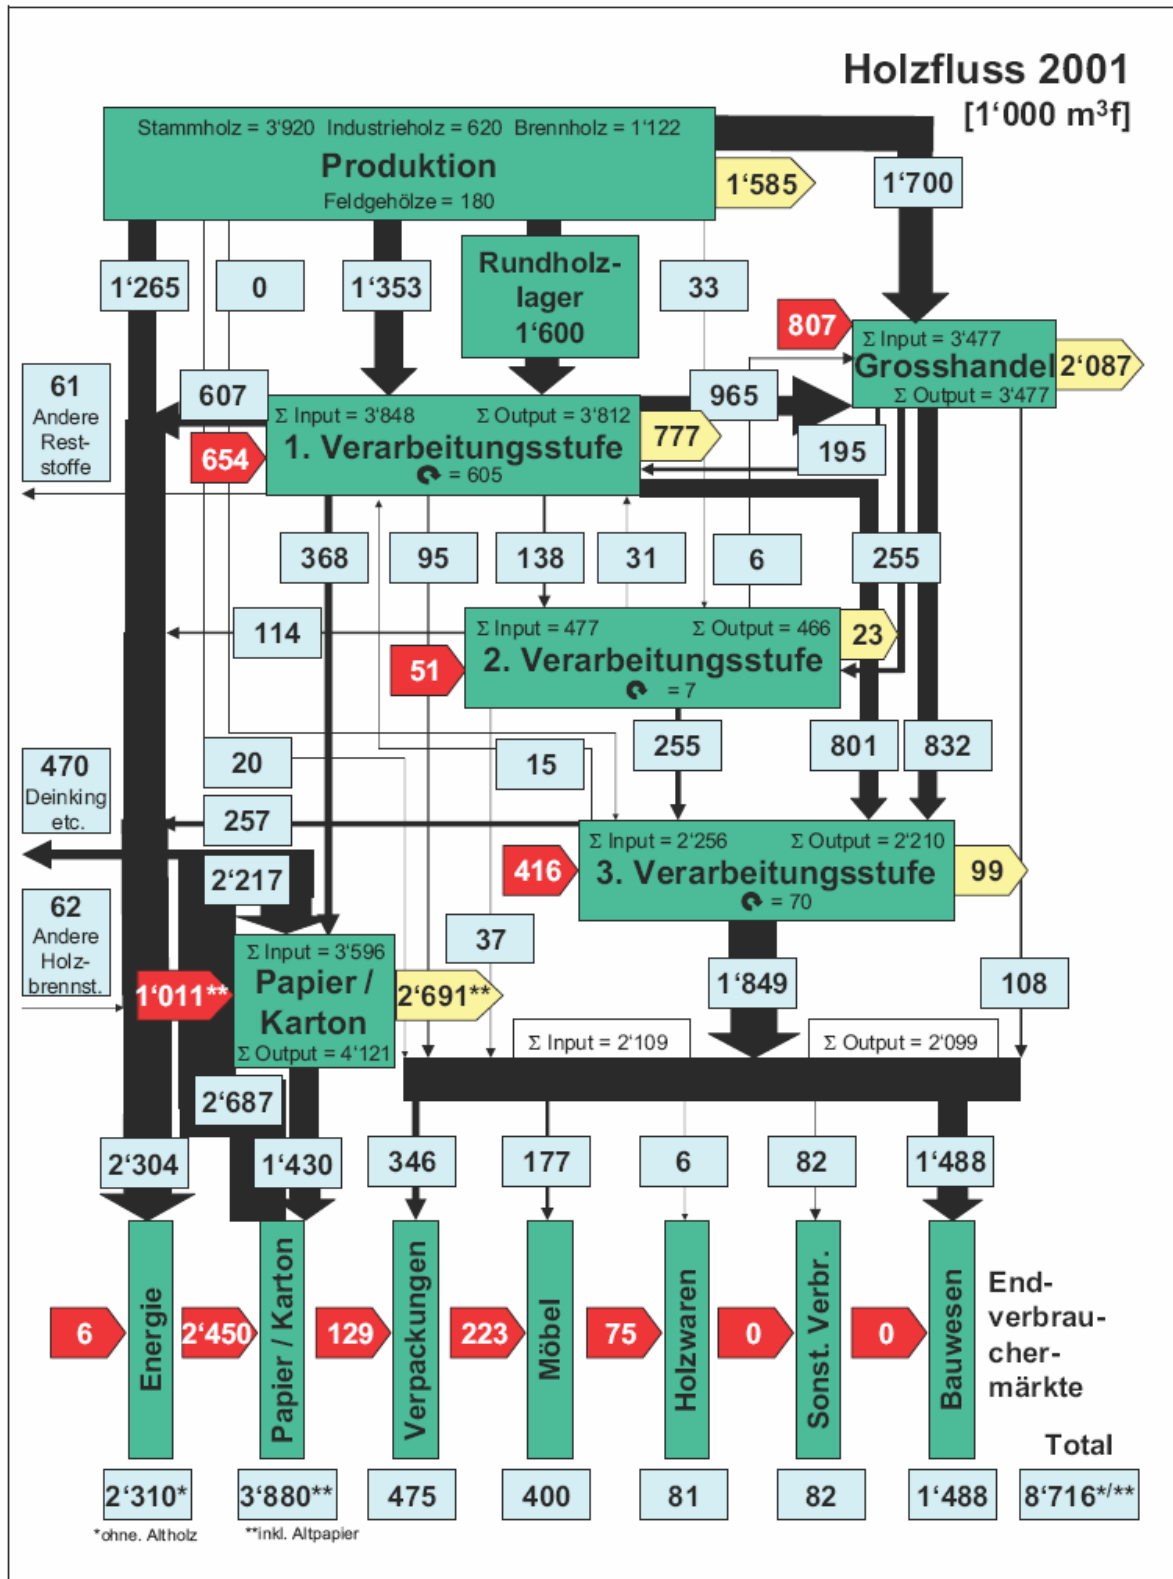 Holzfluss 2001
[1‘000 m³f]
Stammholz = 3‘920 Industrieholz = 620 Brennholz = 1‘122
Produktion
Feldgehölze = 180
1‘585
1‘700
1‘265
0
1‘353
Rundholz-
lager
1‘600
33
807
Σ Input = 3‘477
Grosshandel
Σ Output = 3‘477
2‘087
61
Andere
Rest-
stoffe
607
654
Σ Input = 3‘848 Σ Output = 3‘812
1. Verarbeitungsstufe
= 605
965
777
195
368
95
138
31
6
255
114
51
Σ Input = 477 Σ Output = 466
2. Verarbeitungsstufe
= 7
23
470
Deinking
etc.
20
15
255
801
832
257
416
Σ Input = 2‘256 Σ Output = 2‘210
3. Verarbeitungsstufe
= 70
99
2‘217
62
Andere
Holz-
brennst.
1‘011**
Σ Input = 3‘596
Papier /
Karton
Σ Output = 4‘121
2‘691**
37
1‘849
108
Σ Input = 2‘109
Σ Output = 2‘099
2‘687
2‘304
1‘430
346
177
6
82
1‘488
6
Energie
2‘450
Papier / Karton
129
Verpackungen
223
Möbel
75
Holzwaren
0
Sonst. Verbr.
0
Bauwesen
End-
verbrau-
cher-
märkte
Total
2‘310*
3‘880**
475
400
81
82
1‘488
8‘716*/**
*ohne. Altholz
**inkl. Altpapier